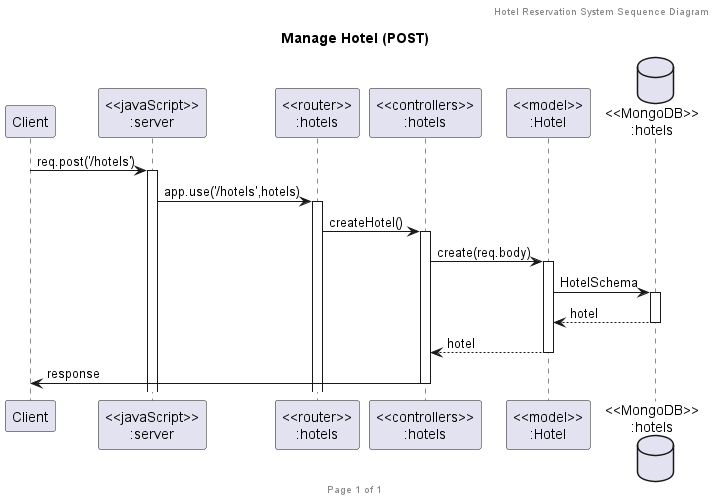 Hotel Reservation System Sequence Diagram
Manage Hotel (POST)
Client
<<javaScript>>
:server
<<router>>
:hotels
<<controllers>>
:hotels
<<model>>
:Hotel
<<MongoDB>>
:hotels
req.post('/hotels')
app.use('/hotels',hotels)
createHotel()
create(req.body)
HotelSchema
hotel
hotel
response
Client
<<javaScript>>
:server
<<router>>
:hotels
<<controllers>>
:hotels
<<model>>
:Hotel
<<MongoDB>>
:hotels
Page 1 of 1